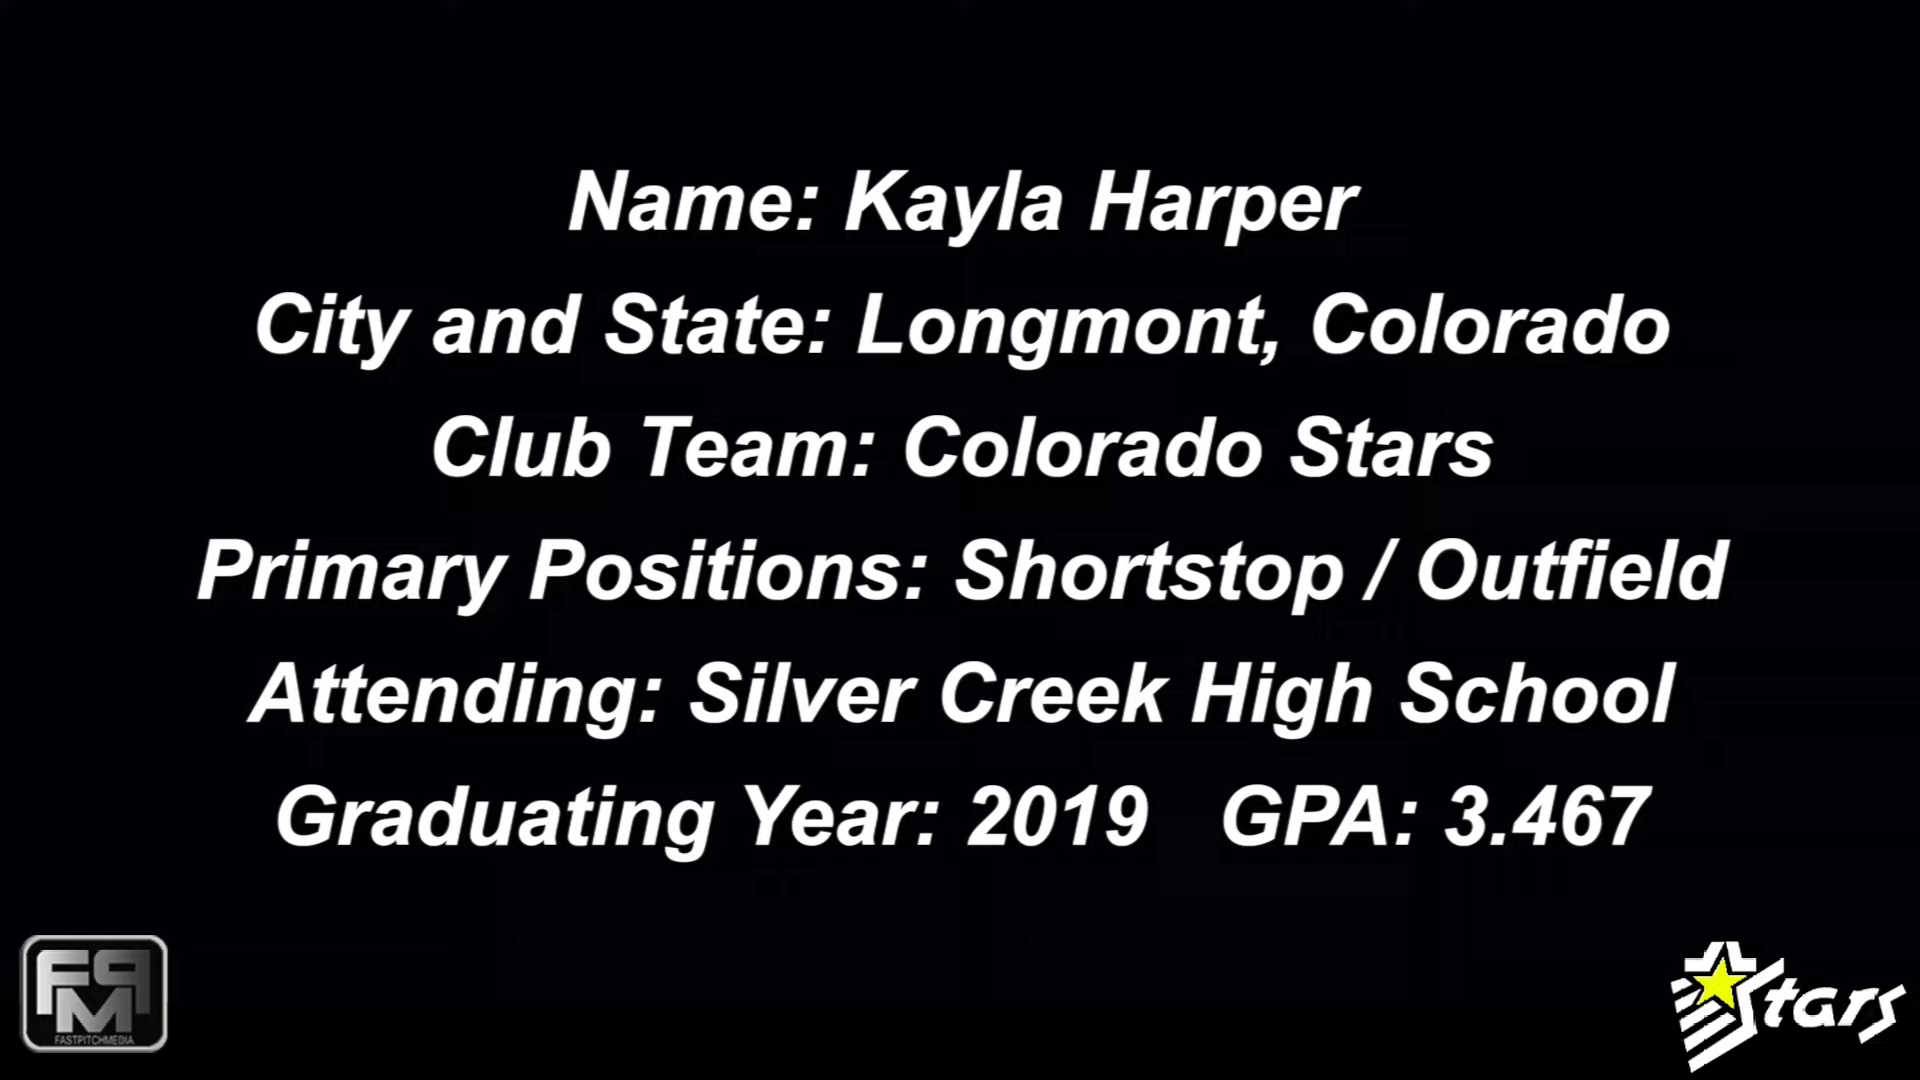 Name: Kayla Harper
City and State: Longmont, Colorado
Club Team: Colorado Stars
Primary Positions: Shortstop / Outfield
Attending: Silver Creek High School
Graduating Year: 2019 GPA: 3.467
FPM
FASTPITCHMEDIA
Stars